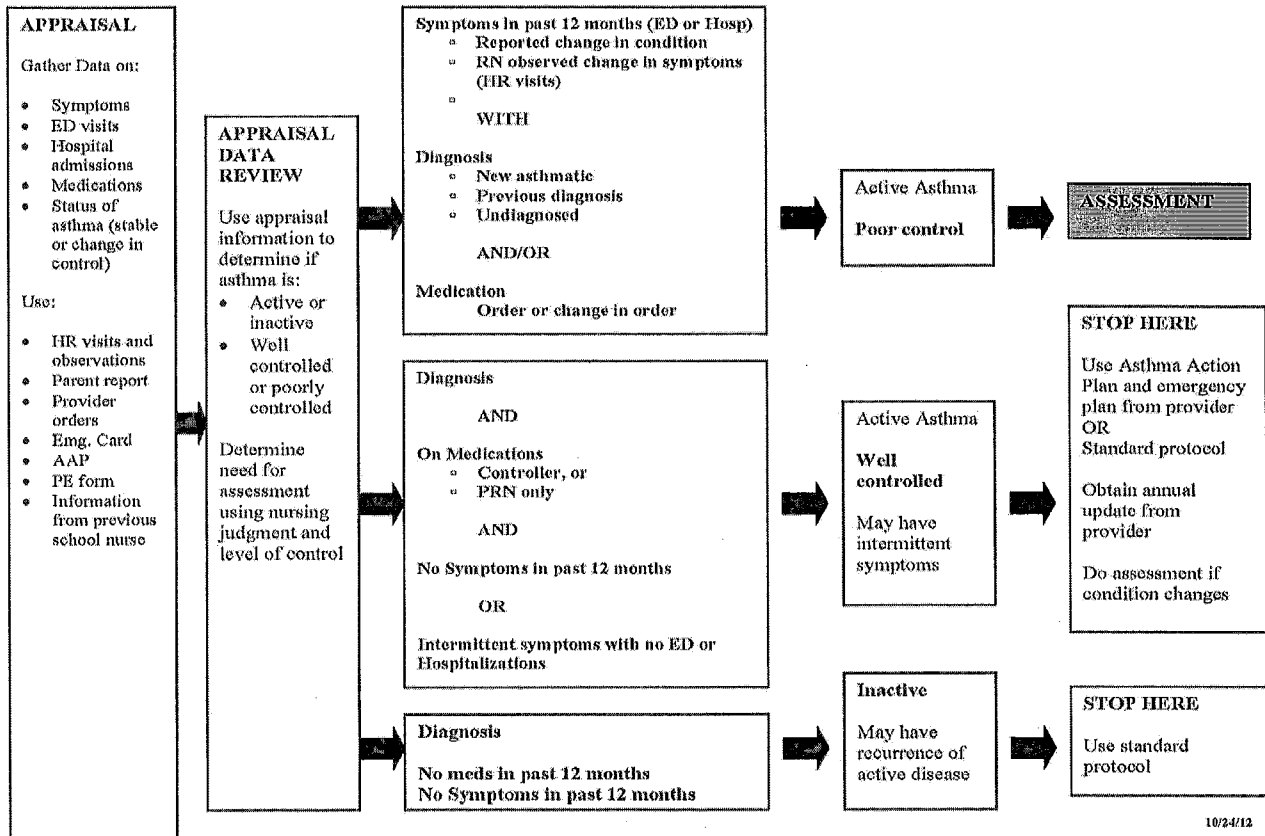 APPRAISAL
Gather Data on:
• Symptoms
• ED visits
• Hospital
admissions
• Medications
• Status of
asthma (stable
or change in
control)
Use:
• HR visits and
observations
• Parent report
• Provider
orders
• Emg. Card
• AAP
• PE form
• Information
from previous
school nurse
APPRAISAL
DATA
REVIEW
Use appraisal
information to
determine if
asthma is:
• Active or
inactive
• Well
controlled
or poorly
controlled
Determine
need for
assessment
using nursing
judgment and
level of control
Symptoms in past 12 months (ED or Hosp)
▫ Reported change in condition
▫ RN observed change in symptoms
(HR visits)
▫
WITH
Diagnosis
▫ New asthmatic
▫ Previous diagnosis
▫ Undiagnosed
AND/OR
Medication
Order or change in order
Active Asthma
Poor control
ASSESSMENT
Diagnosis
AND
On Medications
▫ Controller, or
▫ PRN only
AND
No Symptoms in past 12 months
OR
Intermittent symptoms with no ED or
Hospitalizations
Active Asthma
Well
controlled
May have
intermittent
symptoms
STOP HERE
Use Asthma Action
Plan and emergency
plan from provider
OR
Standard protocol
Obtain annual
update from
provider
Do assessment if
condition changes
Diagnosis
No meds in past 12 months
No Symptoms in past 12 months
Inactive
May have
recurrence of
active disease
STOP HERE
Use standard
protocol
10/24/12